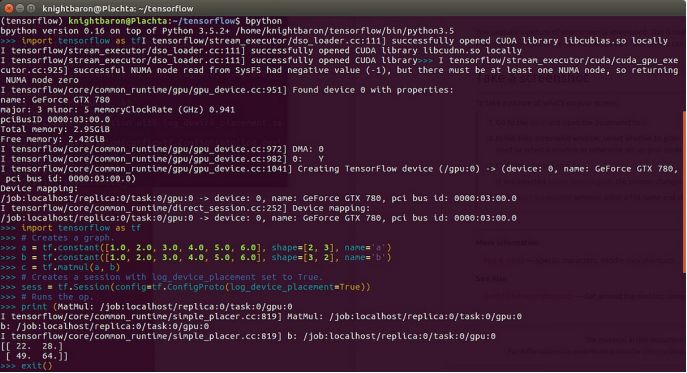 knightbaron@Plachta: ~/tensorflow
(tensorflow) knightbaron@Plachta:~/tensorflow$ bpython
bpython version 0.16 on top of Python 3.5.2+ /home/knightbaron/tensorflow/bin/python3.5
>>> import tensorflow as tfI tensorflow/stream_executor/dso_loader.cc:111] successfully opened CUDA library libcublas.so locally
I tensorflow/stream_executor/dso_loader.cc:111] successfully opened CUDA library libcudnn.so locally
I tensorflow/stream_executor/dso_loader.cc:111] successfully opened CUDA library>>> I tensorflow/stream_executor/cuda/cuda_gpu_exe
cutor.cc:925] successful NUMA node read from SysFS had negative value (-1), but there must be at least one NUMA node, so returning
 NUMA node zero
I tensorflow/core/common_runtime/gpu/gpu_device.cc:951] Found device 0 with properties:
name: GeForce GTX 780
major: 3 minor: 5 memoryClockRate (GHz) 0.941
pciBusID 0000:03:00.0
Total memory: 2.95GiB
Free memory: 2.42GiB
I tensorflow/core/common_runtime/gpu/gpu_device.cc:972] DMA: 0
I tensorflow/core/common_runtime/gpu/gpu_device.cc:982] 0:   Y
I tensorflow/core/common_runtime/gpu/gpu_device.cc:1041] Creating TensorFlow device (/gpu:0) -> (device: 0, name: GeForce GTX 780,
 pci bus id: 0000:03:00.0)
Device mapping:
/job:localhost/replica:0/task:0/gpu:0 -> device: 0, name: GeForce GTX 780, pci bus id: 0000:03:00.0
I tensorflow/core/common_runtime/direct_session.cc:252] Device mapping:
/job:localhost/replica:0/task:0/gpu:0 -> device: 0, name: GeForce GTX 780, pci bus id: 0000:03:00.0
>>> import tensorflow as tf
>>> # Creates a graph.
>>> a = tf.constant([1.0, 2.0, 3.0, 4.0, 5.0, 6.0], shape=[2, 3], name='a')
>>> b = tf.constant([1.0, 2.0, 3.0, 4.0, 5.0, 6.0], shape=[3, 2], name='b')
>>> c = tf.matmul(a, b)
>>> # Creates a session with log_device_placement set to True.
>>> sess = tf.Session(config=tf.ConfigProto(log_device_placement=True))
>>> # Runs the op.
>>> print (MatMul: /job:localhost/replica:0/task:0/gpu:0
I tensorflow/core/common_runtime/simple_placer.cc:819] MatMul: /job:localhost/replica:0/task:0/gpu:0
b: /job:localhost/replica:0/task:0/gpu:0
I tensorflow/core/common_runtime/simple_placer.cc:819] b: /job:localhost/replica:0/task:0/gpu:0
[[ 22.  28.]
 [ 49.  64.]]
>>> exit()